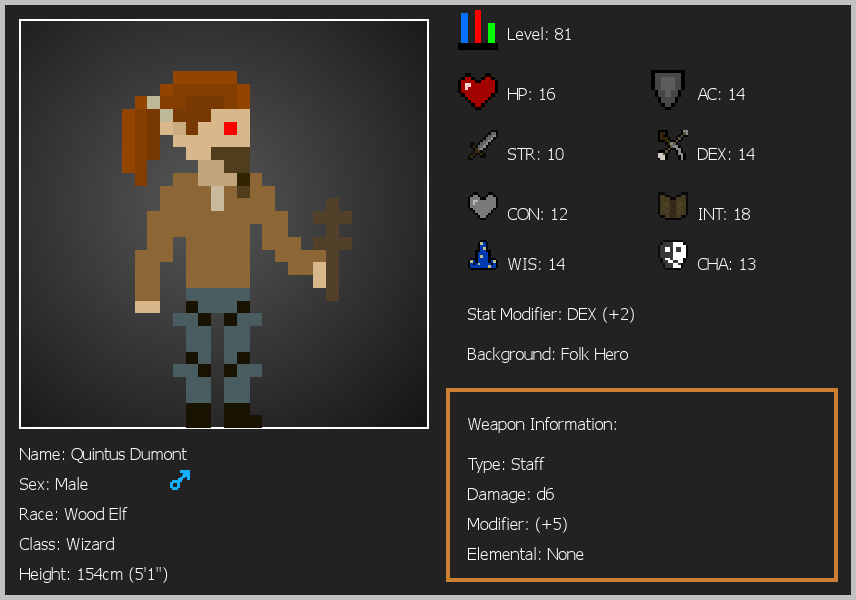 Level: 81
HP: 16
AC: 14
STR: 10
DEX: 14
CON: 12
INT: 18
WIS: 14
CHA: 13
Stat Modifier: DEX (+2)
Background: Folk Hero
Weapon Information:
Type: Staff
Damage: d6
Modifier: (+5)
Elemental: None
Name: Quintus Dumont
Sex: Male
Race: Wood Elf
Class: Wizard
Height: 154cm (5'1")